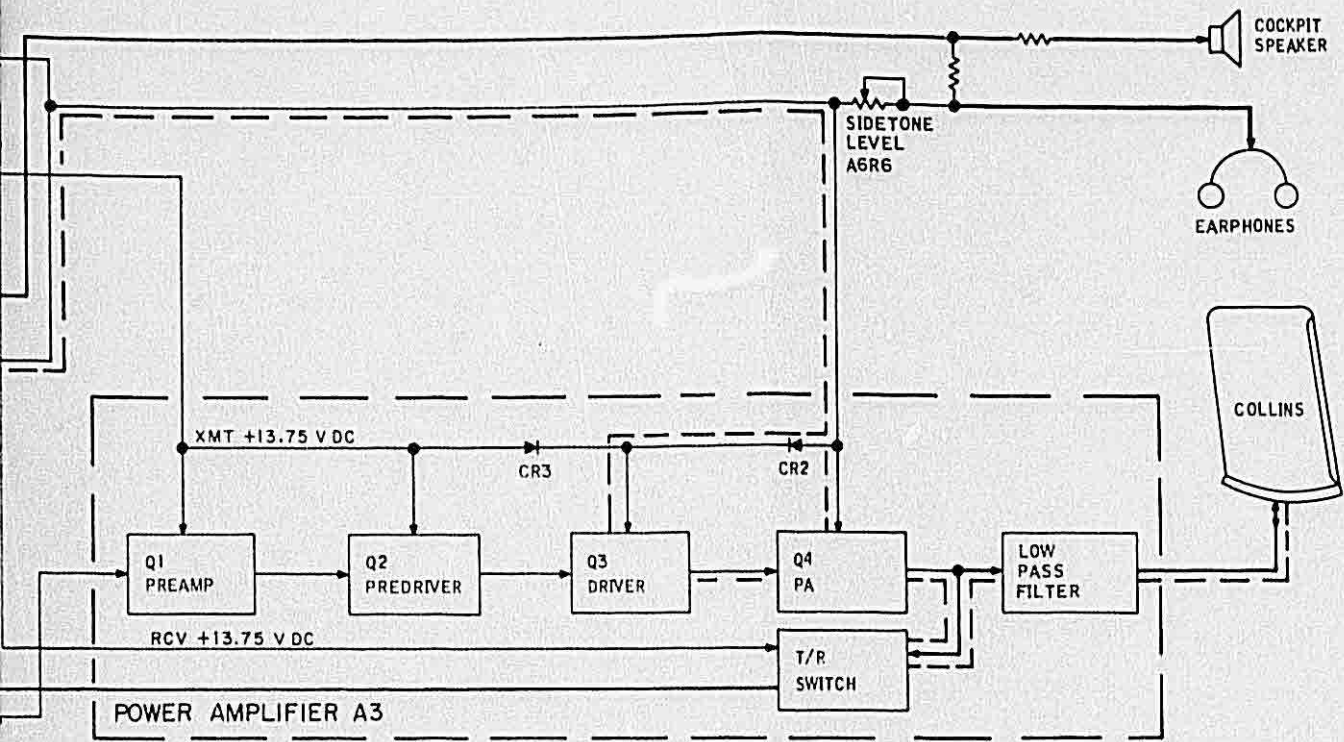 COCKPIT
SPEAKER
SIDETONE
LEVEL
A6R6
EARPHONES
COLLINS
XMT +13.75 V DC
CR3
CR2
Q1
PREAMP
Q2
PREDRIVER
Q3
DRIVER
Q4
PA
LOW
PASS
FILTER
RCV +13.75 V DC
T/R
SWITCH
POWER AMPLIFIER A3